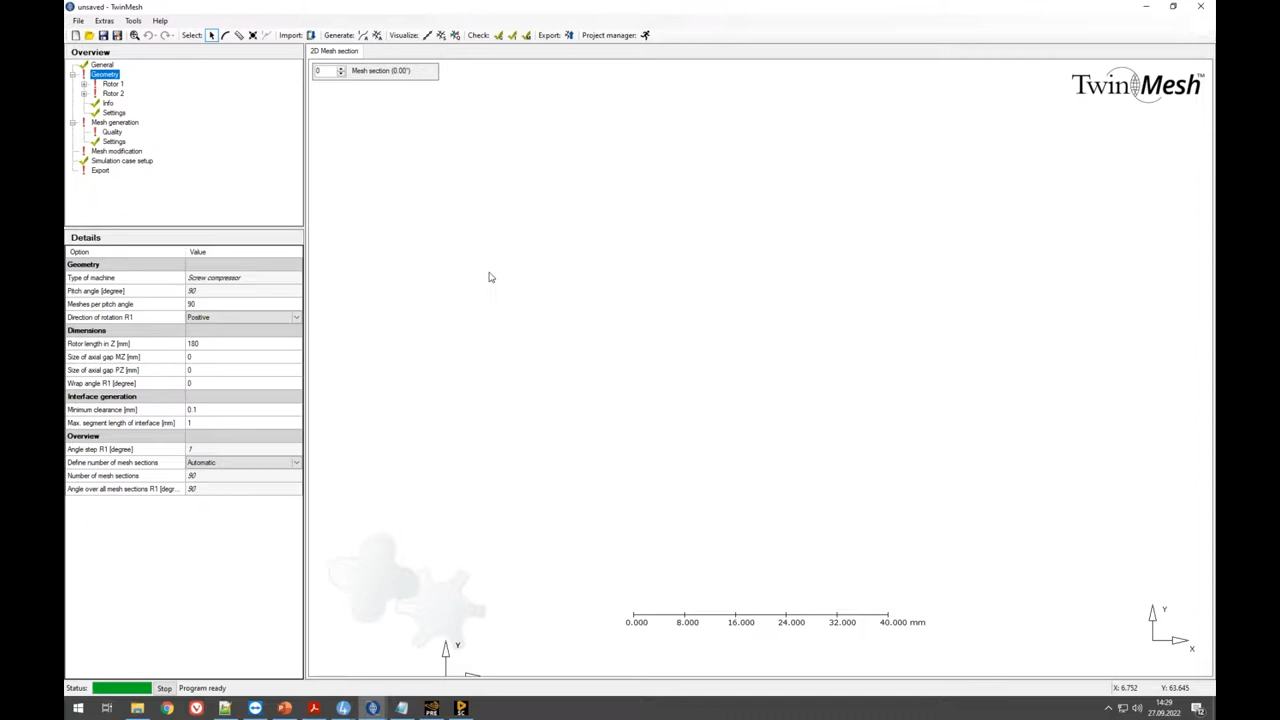 unsaved - TwinMesh
File Extras Tools Help
Select: Import: Generate: Visualize: Check: Export: Project manager:
Overview
General
Geometry
Rotor 1
Rotor 2
Info
Settings
Mesh generation
Quality
Settings
Mesh modification
Simulation case setup
Export
2D Mesh section
0 Mesh section (0.00°)
TwinMesh™
Details
Option Value
Geometry
Type of machine Screw compressor
Pitch angle [degree] 90
Meshes per pitch angle 90
Direction of rotation R1 Positive
Dimensions
Rotor length in Z [mm] 180
Size of axial gap MZ [mm] 0
Size of axial gap PZ [mm] 0
Wrap angle R1 [degree] 0
Interface generation
Minimum clearance [mm] 0.1
Max. segment length of interface [mm] 1
Overview
Angle step R1 [degree] 1
Define number of mesh sections Automatic
Number of mesh sections 90
Angle over all mesh sections R1 [degr... 90
0.000 8.000 16.000 24.000 32.000 40.000 mm
Y
Y
X
Status: Stop Program ready X: 6.752 Y: 63.645
PRE SC
14:29
27.09.2022
12